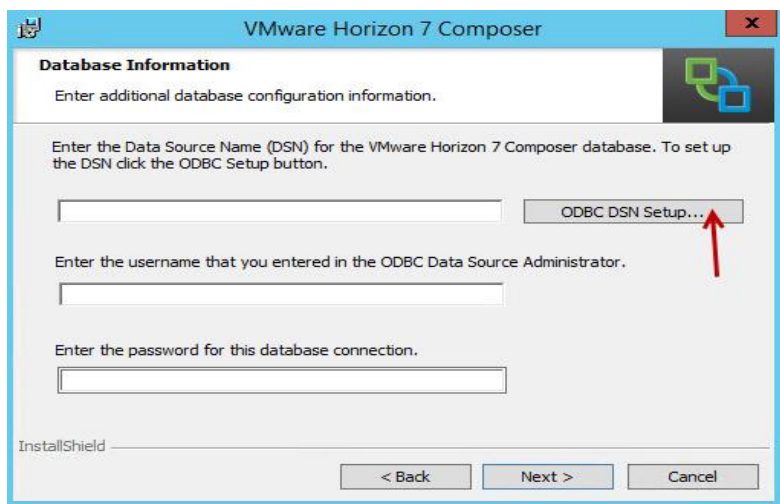 VMware Horizon 7 Composer
Database Information
Enter additional database configuration information.
Enter the Data Source Name (DSN) for the VMware Horizon 7 Composer database. To set up
the DSN click the ODBC Setup button.
ODBC DSN Setup...
Enter the username that you entered in the ODBC Data Source Administrator.
Enter the password for this database connection.
InstallShield
< Back
Next >
Cancel